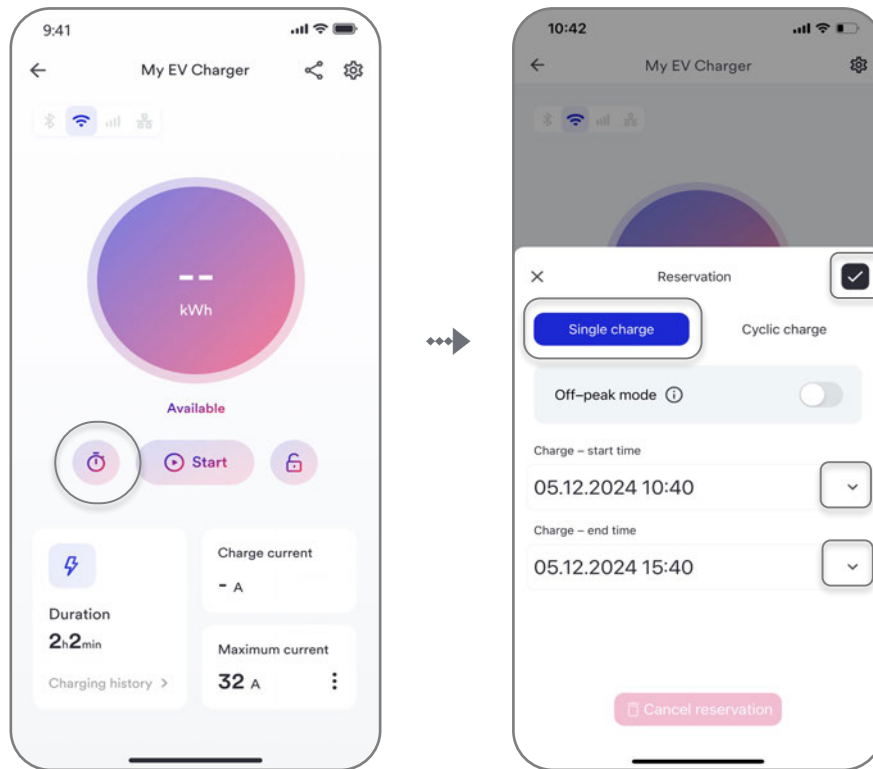 9:41
My EV Charger
-- kWh
Available
Start
Duration
2h2min
Charging history >
Charge current
- A
Maximum current
32 A
10:42
My EV Charger
Reservation
Single charge
Cyclic charge
Off-peak mode
Charge – start time
05.12.2024 10:40
Charge – end time
05.12.2024 15:40
Cancel reservation